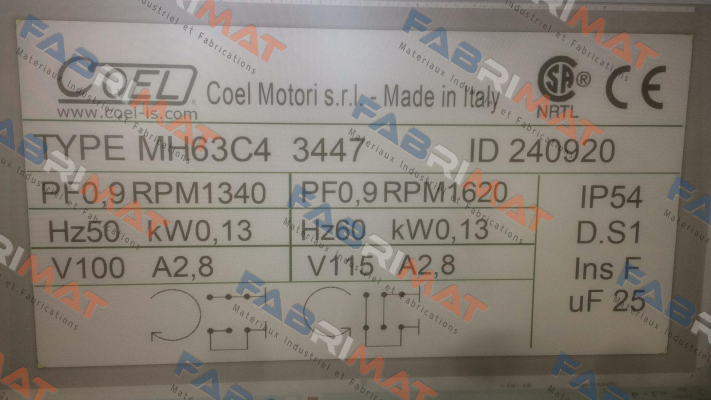 COEL ®
www.coel-is.com
Coel Motori s.r.l. - Made in Italy
SA ®
NRTL
CE
TYPE MH63C4 3447 ID 240920
PF0,9 RPM1340 PF0,9 RPM1620 IP54
Hz50 kW0,13 Hz60 kW0,13 D.S1
V100 A2,8 V115 A2,8 Ins F
uF 25
FABRIMAT
Materiaux Industriel et Fabrications